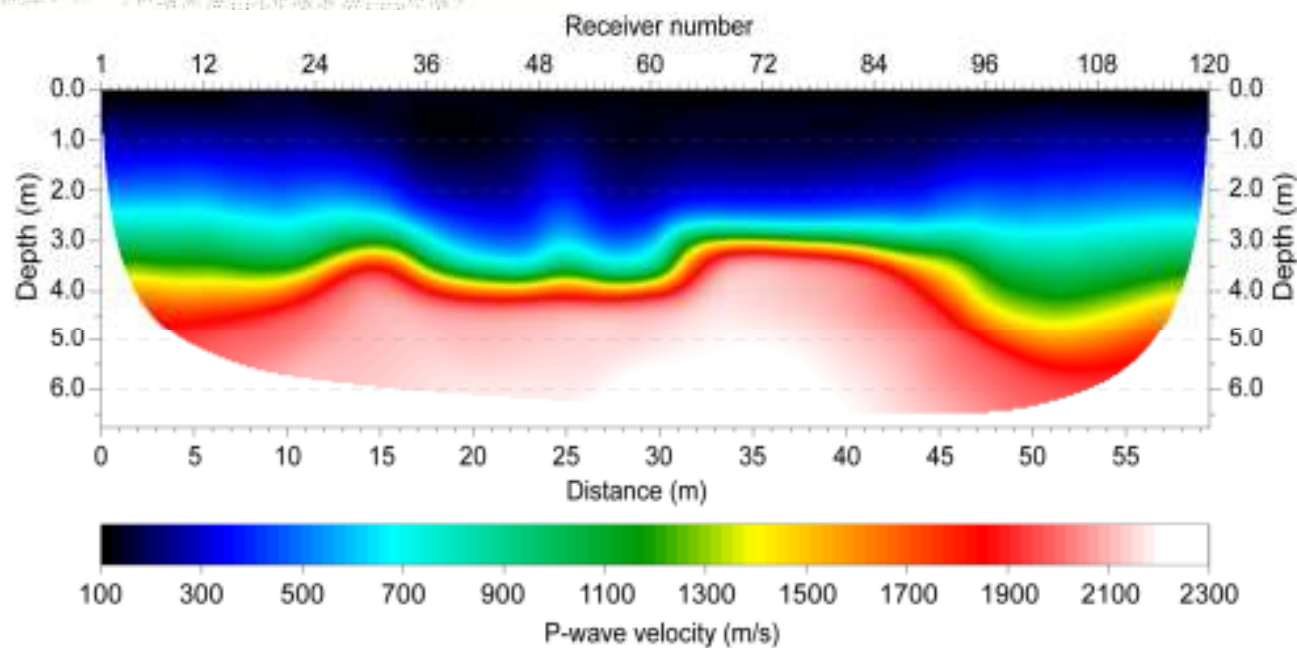 Receiver number
1 12 24 36 48 60 72 84 96 108 120
0.0 0.0
1.0 1.0
2.0 2.0
3.0 3.0
4.0 4.0
5.0 5.0
6.0 6.0
Depth (m)
Depth (m)
0 5 10 15 20 25 30 35 40 45 50 55
Distance (m)
100 300 500 700 900 1100 1300 1500 1700 1900 2100 2300
P-wave velocity (m/s)